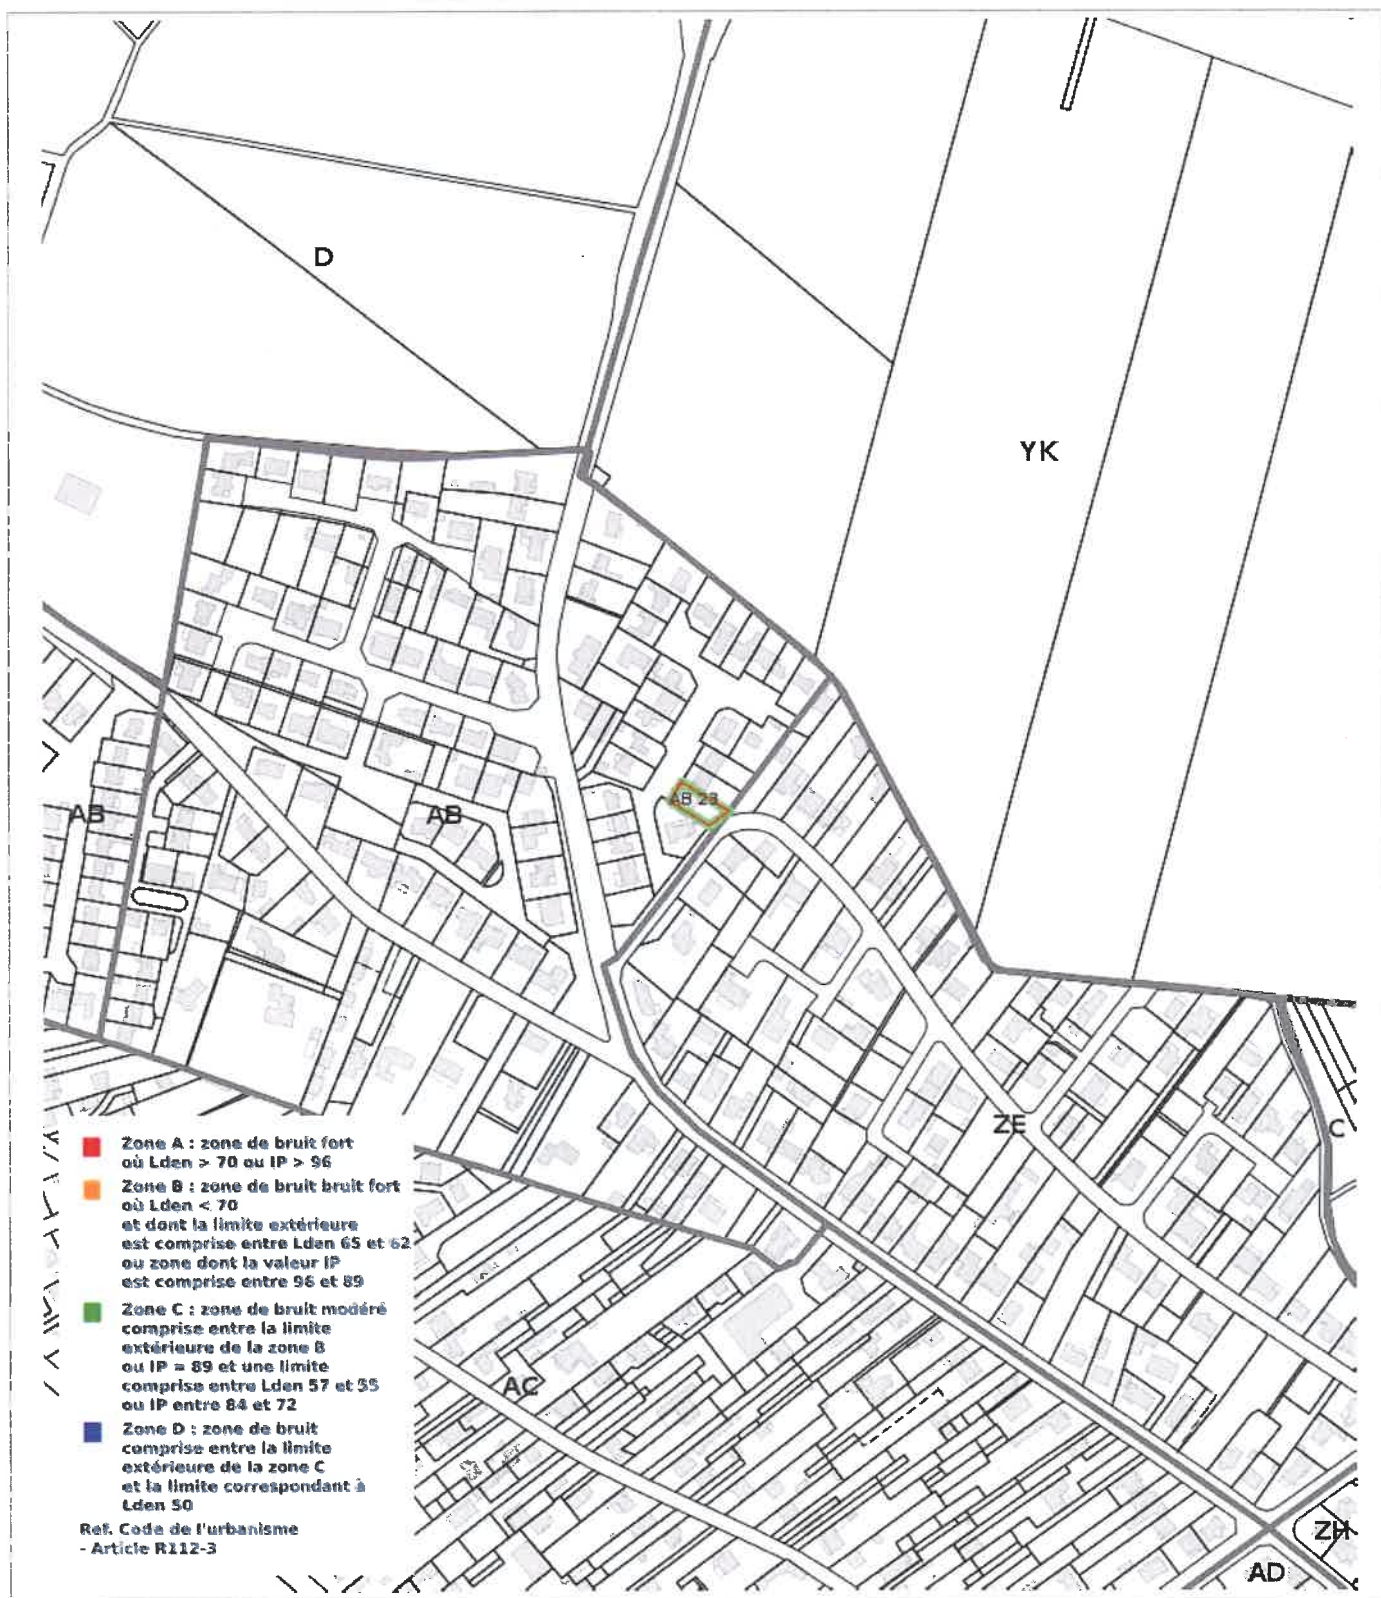 D
YK
AB 23
AB
AB
ZE
C
Zone A : zone de bruit fort
où Lden > 70 ou IP > 96
Zone B : zone de bruit bruit fort
où Lden < 70
et dont la limite extérieure
est comprise entre Lden 65 et 62
ou zone dont la valeur IP
est comprise entre 96 et 89
Zone C : zone de bruit modéré
comprise entre la limite
extérieure de la zone B
ou IP = 89 et une limite
comprise entre Lden 57 et 55
ou IP entre 84 et 72
Zone D : zone de bruit
comprise entre la limite
extérieure de la zone C
et la limite correspondant à
Lden 50
Ref. Code de l'urbanisme
- Article R112-3
AC
ZH
AD